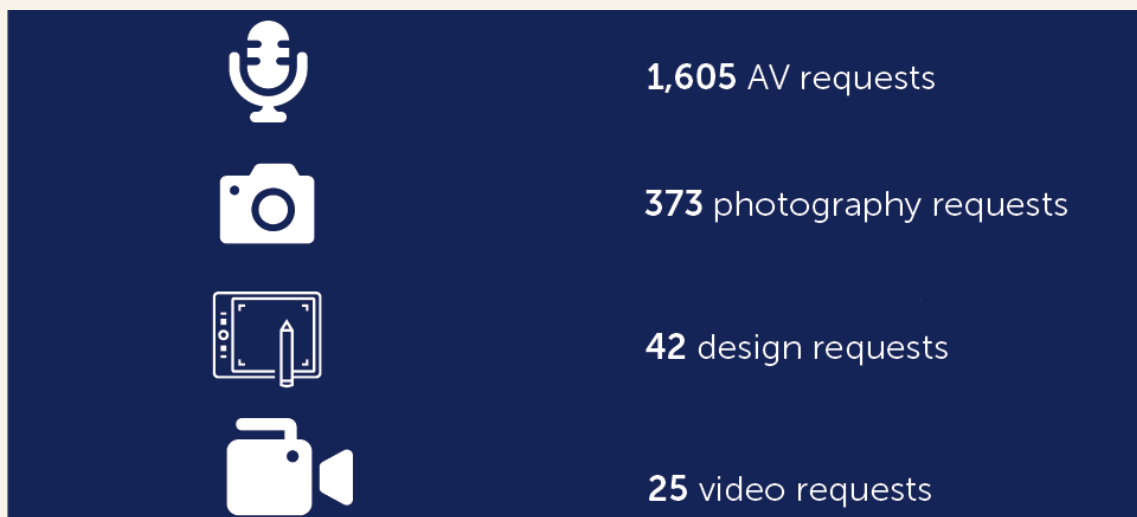 1,605 AV requests
373 photography requests
42 design requests
25 video requests